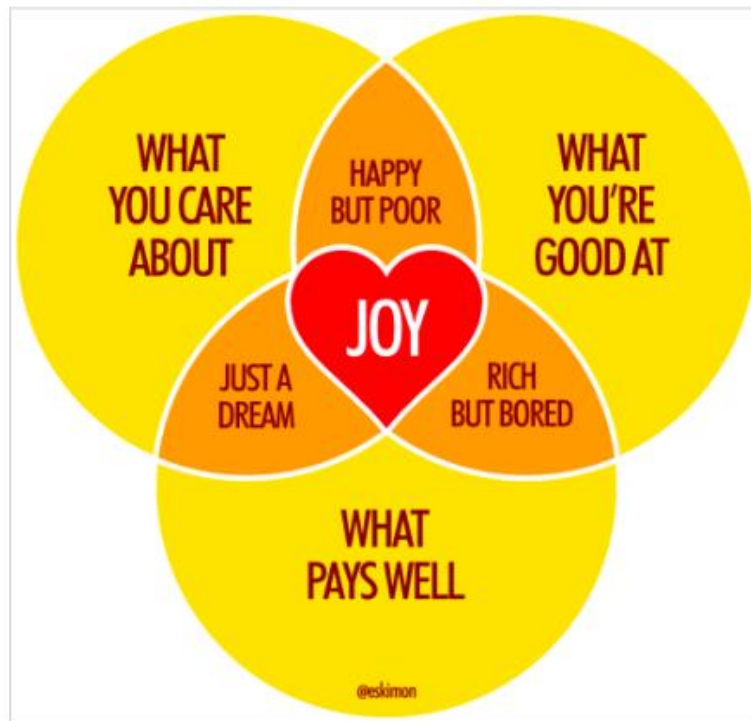 WHAT
YOU CARE
ABOUT
HAPPY
BUT POOR
WHAT
YOU'RE
GOOD AT
JOY
JUST A
DREAM
RICH
BUT BORED
WHAT
PAYS WELL
@eskimon